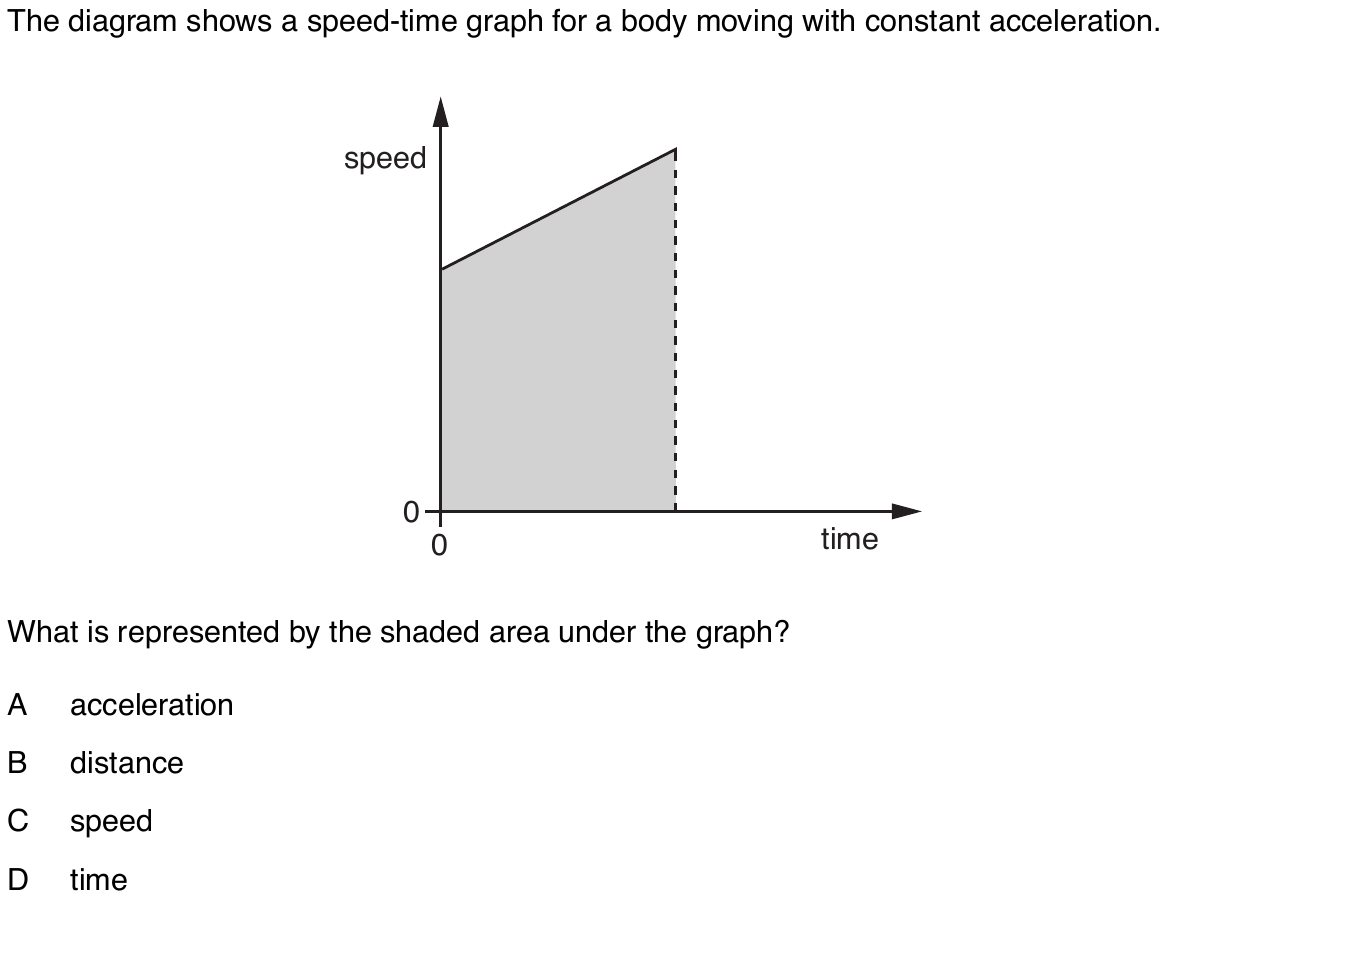 The diagram shows a speed-time graph for a body moving with constant acceleration.
speed
0
0
time
What is represented by the shaded area under the graph?
A acceleration
B distance
C speed
D time